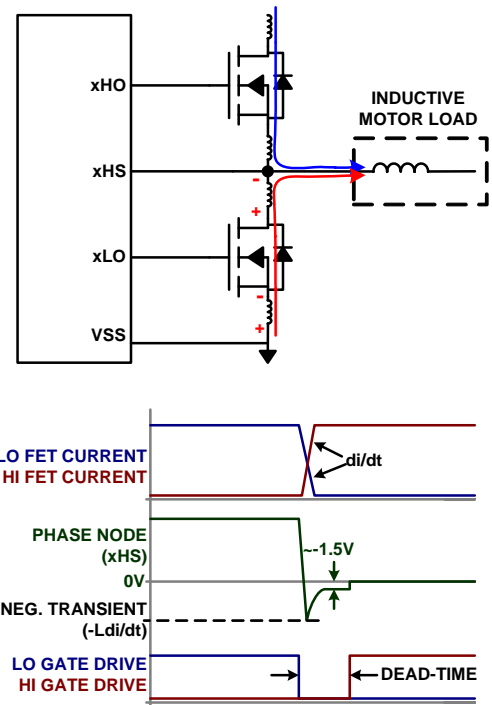 xHO
INDUCTIVE
MOTOR LOAD
xHS
-
+
xLO
-
+
VSS
LO FET CURRENT
HI FET CURRENT
di/dt
PHASE NODE
(xHS)
~-1.5V
0V
NEG. TRANSIENT
(-Ldi/dt)
LO GATE DRIVE
HI GATE DRIVE
DEAD-TIME